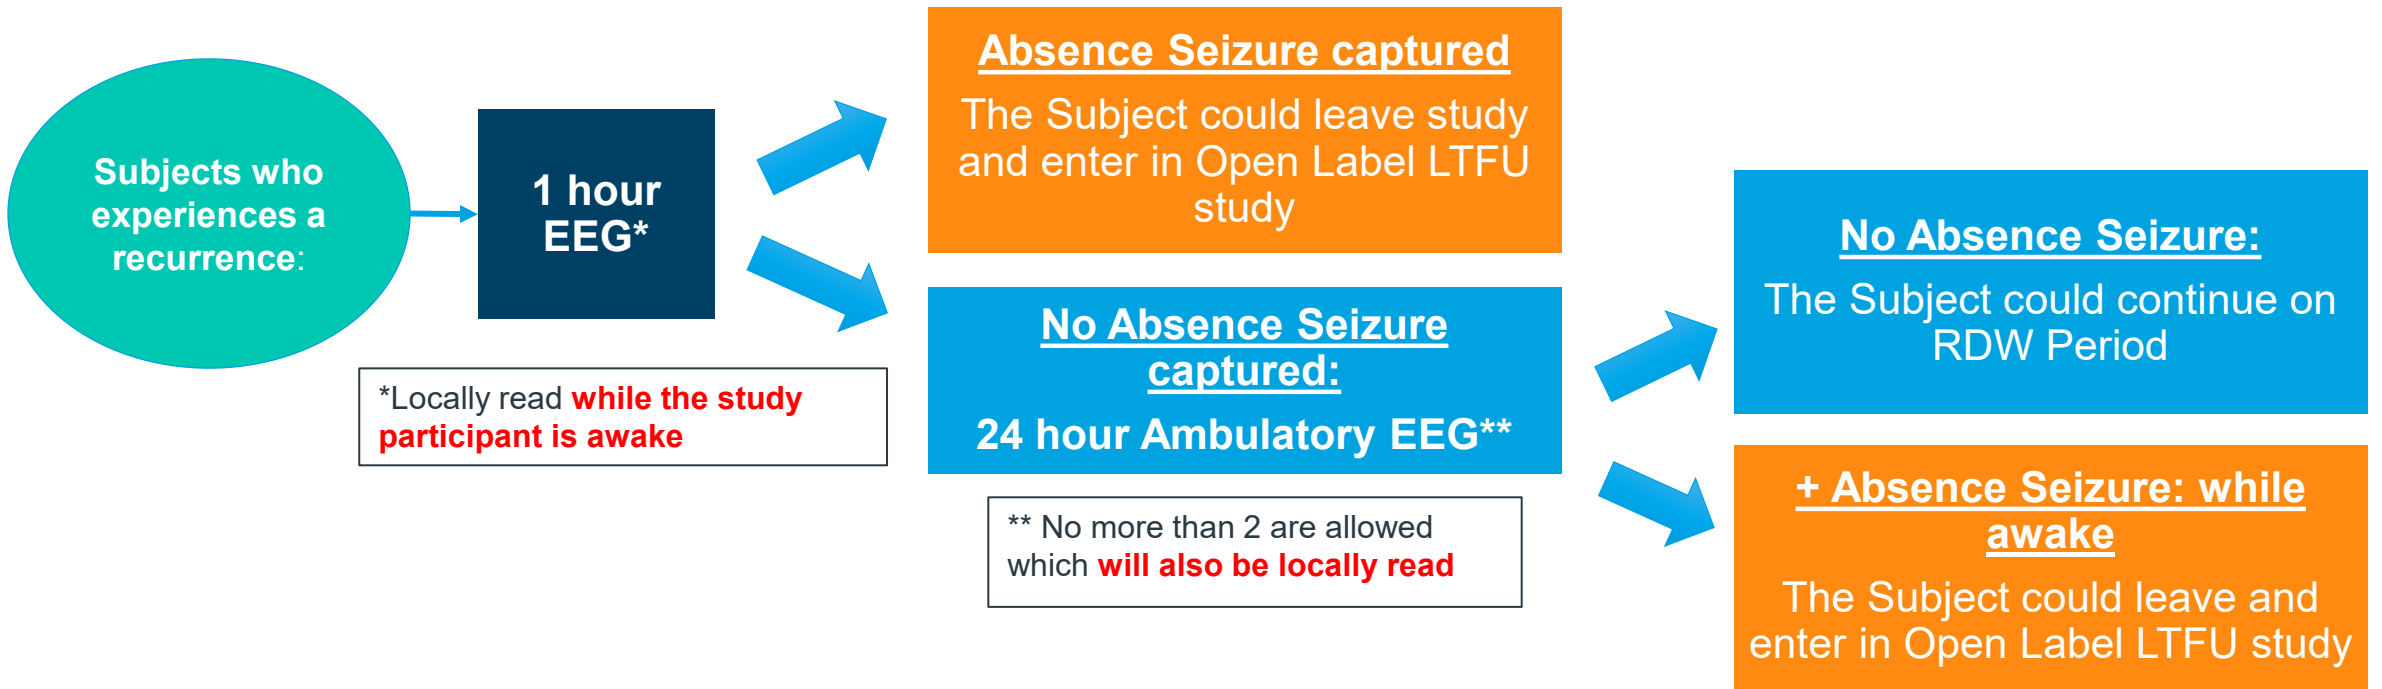 Subjects who
experiences a
recurrence:
1 hour
EEG*
*Locally read while the study
participant is awake
Absence Seizure captured
The Subject could leave study
and enter in Open Label LTFU
study
No Absence Seizure
captured:
24 hour Ambulatory EEG**
** No more than 2 are allowed
which will also be locally read
No Absence Seizure:
The Subject could continue on
RDW Period
+ Absence Seizure: while
awake
The Subject could leave and
enter in Open Label LTFU study